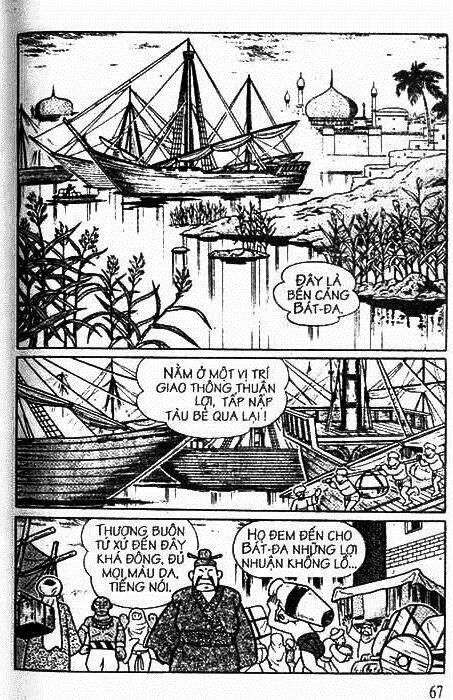 ĐÂY LÀ
BẾN CẢNG
BÁT-ĐA.
NẰM Ở MỘT VỊ TRÍ
GIAO THÔNG THUẬN
LỢI, TẤP NẬP
TÀU BÈ QUA LẠI !
THƯƠNG BUÔN
TỨ XỨ ĐẾN ĐÂY
KHÁ ĐÔNG, ĐỦ
MỌI MÀU DA,
TIẾNG NÓI.
HỌ ĐEM ĐẾN CHO
BÁT-ĐA NHỮNG LỢI
NHUẬN KHỔNG LỒ...
67